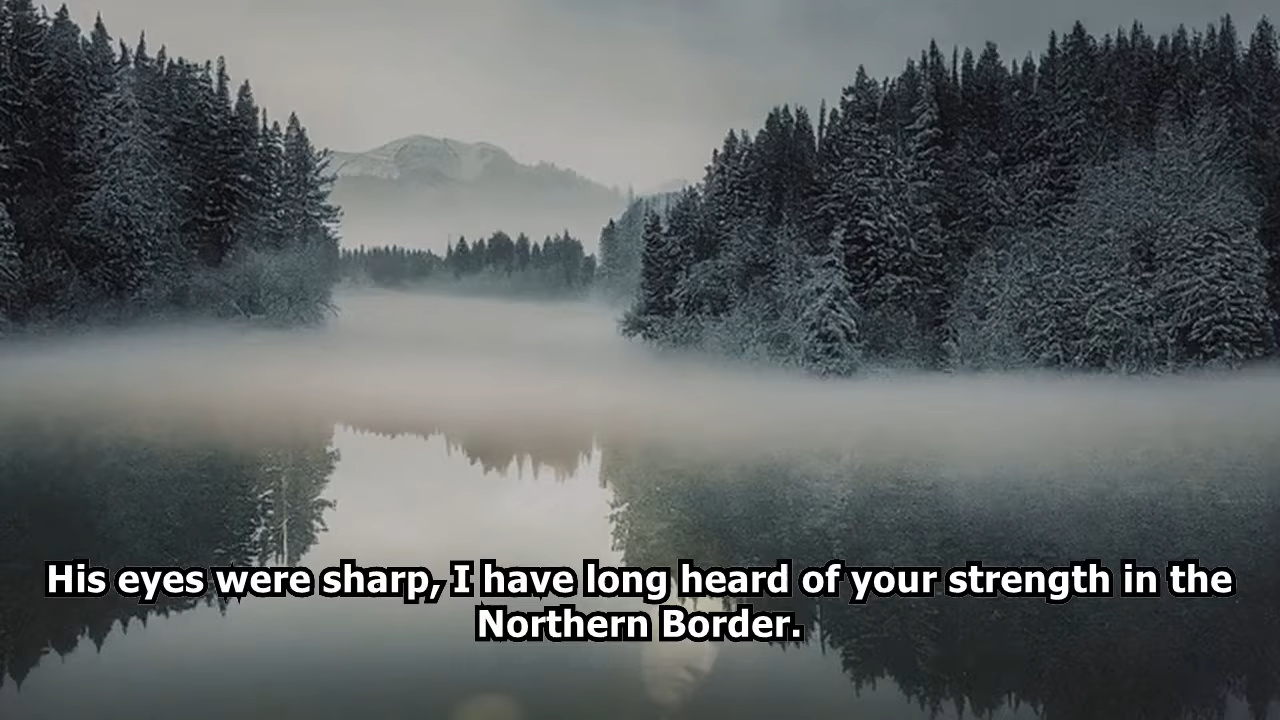 His eyes were sharp, I have long heard of your strength in the
Northern Border.